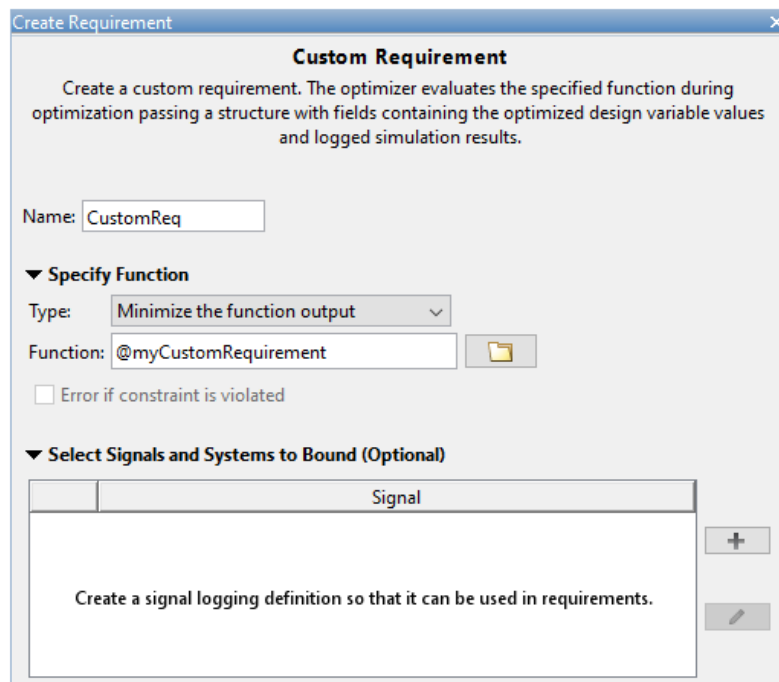 Create Requirement
Custom Requirement
Create a custom requirement. The optimizer evaluates the specified function during
optimization passing a structure with fields containing the optimized design variable values
and logged simulation results.
Name: CustomReq
Specify Function
Type: Minimize the function output
Function: @myCustomRequirement
Error if constraint is violated
Select Signals and Systems to Bound (Optional)
Signal
Create a signal logging definition so that it can be used in requirements.